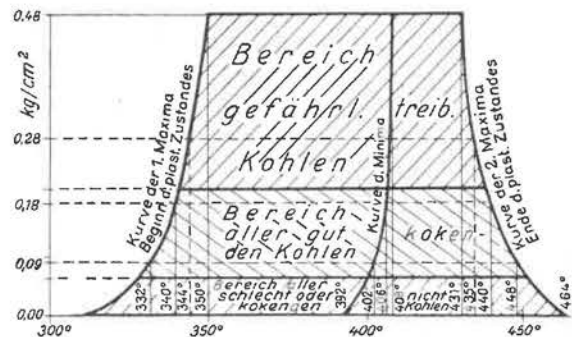 0.48
kg/cm²
0.28
0,18
0,09
0,00
Kurve der 1. Maxima
Beginn d. plast. Zustandes
Bereich
gefährl. treib.
Kohlen
Kurve d. Minima
Kurve der 2. Maxima
Ende d. plast. Zustandes
Bereich
aller gut koken-
den Kohlen
Bereich aller
schlecht oder nicht
kokenden Kohlen
332°
340°
344°
350°
392°
402
406°
431°
435°
440°
448°
464°
300° 350° 400° 450°